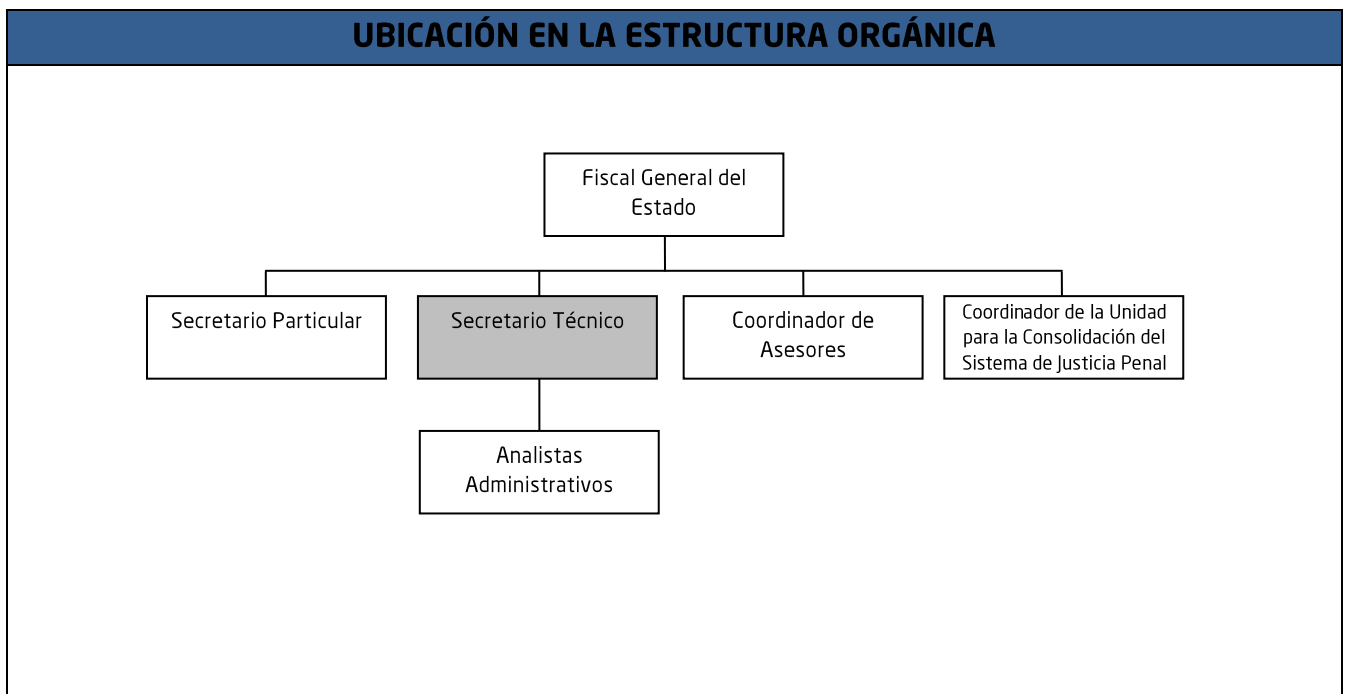 UBICACIÓN EN LA ESTRUCTURA ORGÁNICA
Fiscal General del
Estado
Secretario Particular
Secretario Técnico
Coordinador de
Asesores
Coordinador de la Unidad
para la Consolidación del
Sistema de Justicia Penal
Analistas
Administrativos